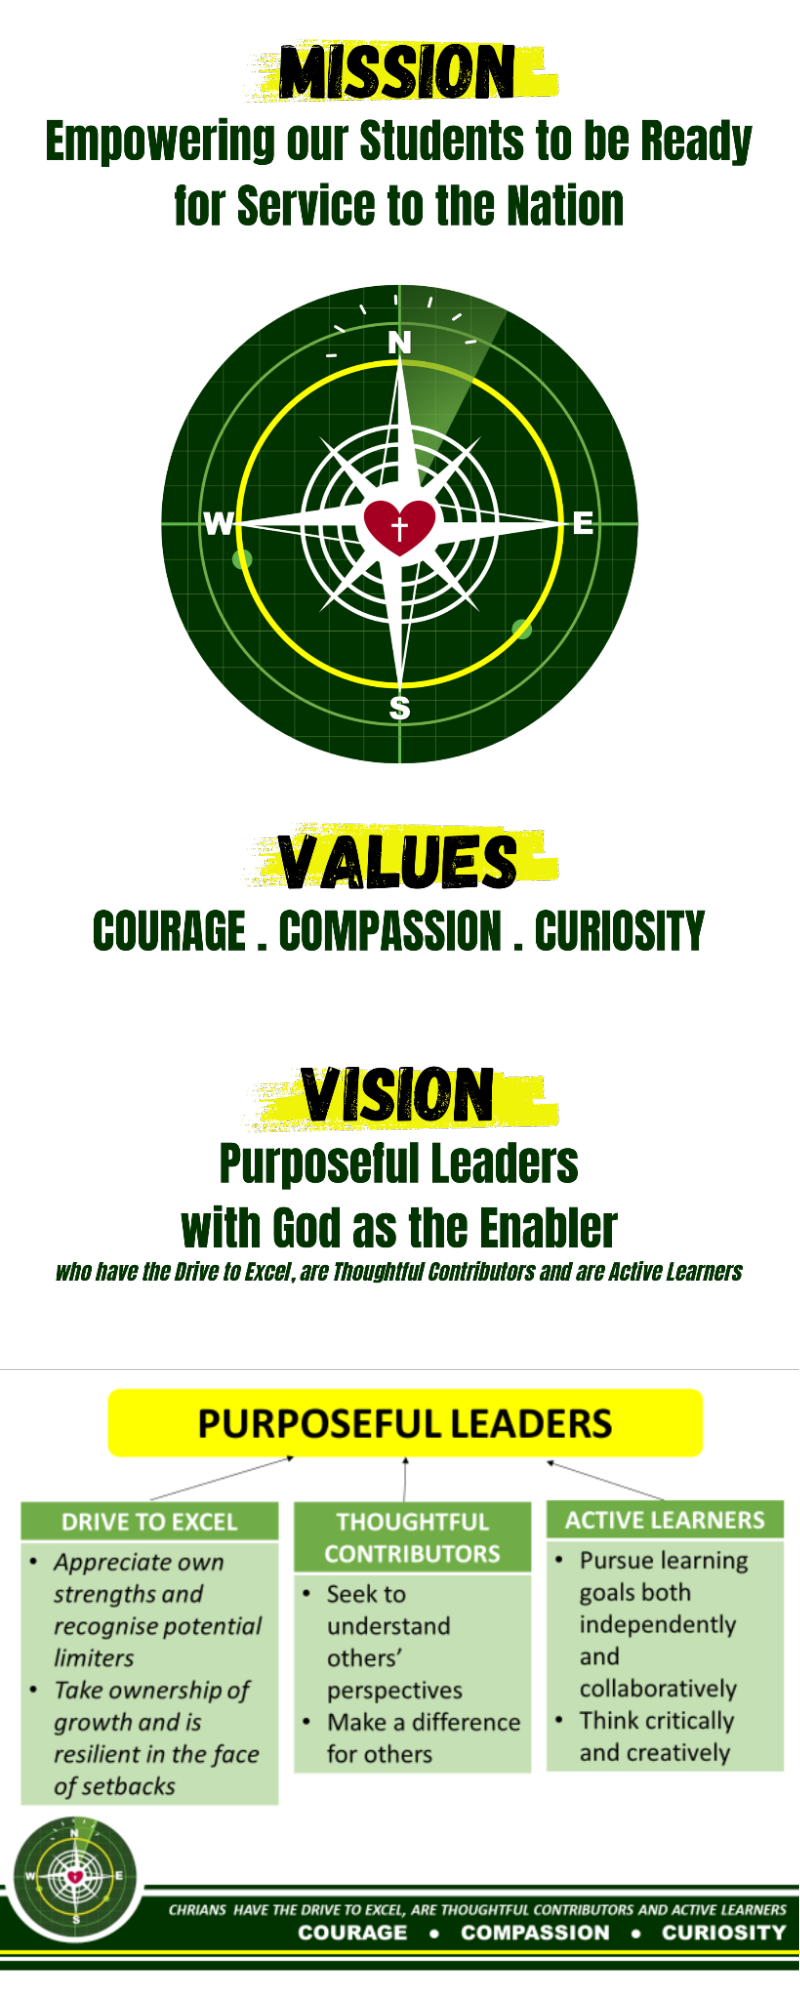 MISSION
Empowering our Students to be Ready
for Service to the Nation
N
W
E
S
VALUES
COURAGE . COMPASSION . CURIOSITY
VISION
Purposeful Leaders
with God as the Enabler
who have the Drive to Excel, are Thoughtful Contributors and are Active Learners
PURPOSEFUL LEADERS
DRIVE TO EXCEL
• Appreciate own
strengths and
recognise potential
limiters
• Take ownership of
growth and is
resilient in the face
of setbacks
THOUGHTFUL
CONTRIBUTORS
• Seek to
understand
others’
perspectives
• Make a difference
for others
ACTIVE LEARNERS
• Pursue learning
goals both
independently
and
collaboratively
• Think critically
and creatively
N
W
E
S
CHRIANS HAVE THE DRIVE TO EXCEL, ARE THOUGHTFUL CONTRIBUTORS AND ACTIVE LEARNERS
COURAGE • COMPASSION • CURIOSITY